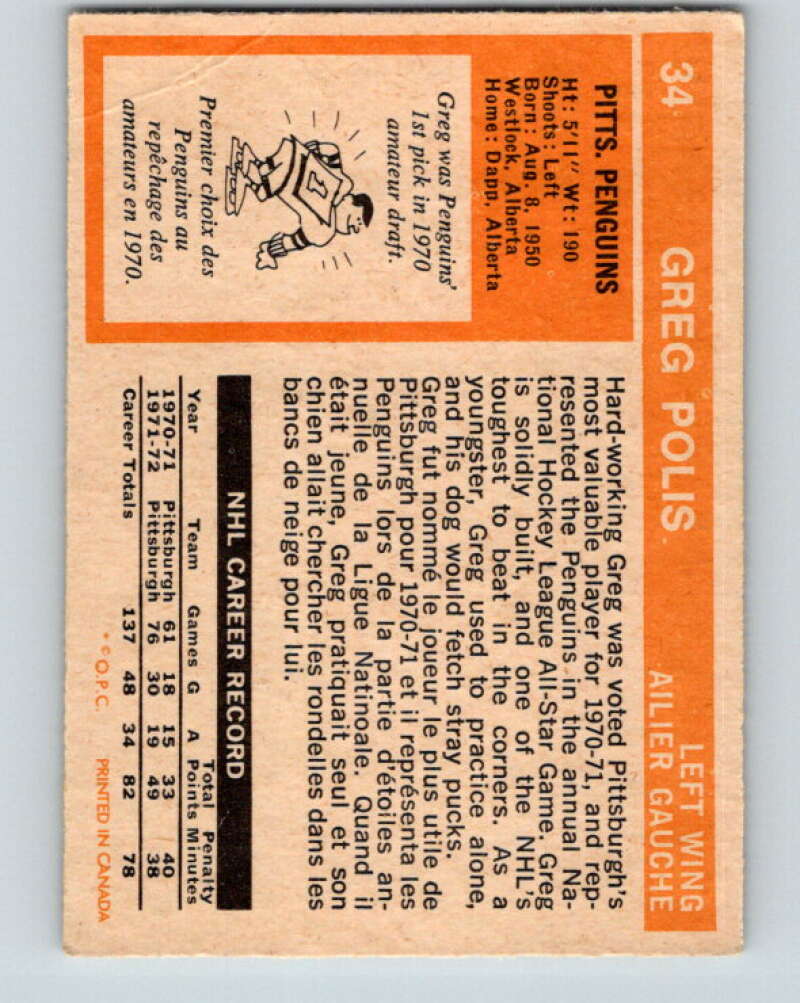 34 GREG POLIS LEFT WING
AILIER GAUCHE
PITTS. PENGUINS
Ht: 5'11" Wt: 190
Shoots: Left
Born: Aug. 8, 1950
Westlock, Alberta
Home: Dapp, Alberta
Greg was Penguins'
1st pick in 1970
amateur draft.
1
Premier choix des
Penguins au
repêchage des
amateurs en 1970.
Hard-working Greg was voted Pittsburgh's
most valuable player for 1970-71, and rep-
resented the Penguins in the annual Na-
tional Hockey League All-Star Game. Greg
is solidly built, and one of the NHL's
toughest to beat in the corners. As a
youngster, Greg used to practice alone,
and his dog would fetch stray pucks.
Greg fut nommé le joueur le plus utile de
Pittsburgh pour 1970-71 et il représenta les
Penguins lors de la partie d'étoiles an-
nuelle de la Ligue Natinoale. Quand il
était jeune, Greg pratiquait seul et son
chien allait chercher les rondelles dans les
bancs de neige pour lui.
NHL CAREER RECORD
Total Penalty
Year Team Games G A Points Minutes
1970-71 Pittsburgh 61 18 15 33 40
1971-72 Pittsburgh 76 30 19 49 38
Career Totals 137 48 34 82 78
* © O.P.C. PRINTED IN CANADA